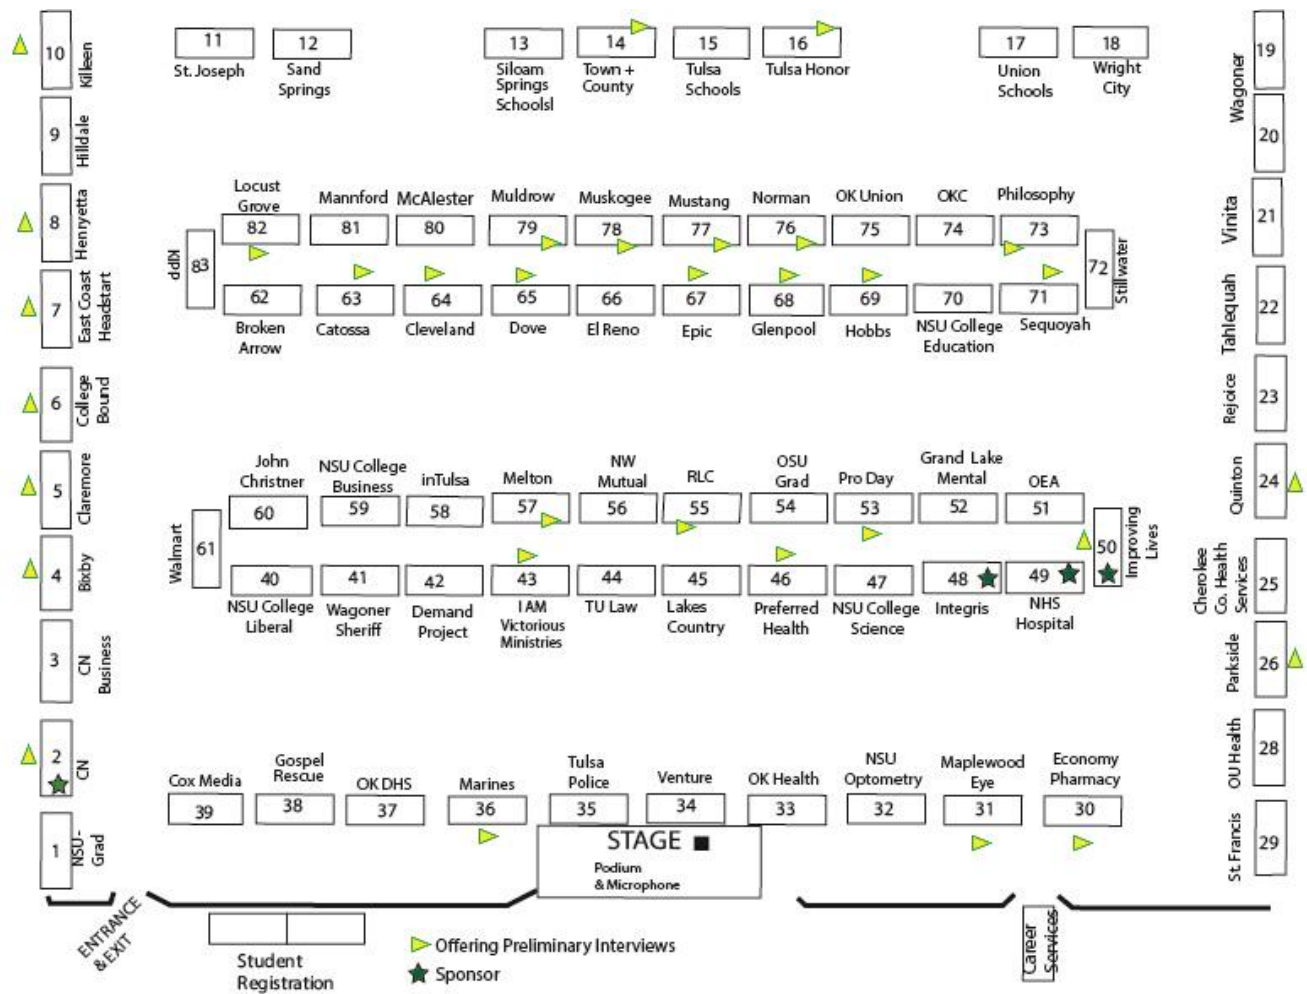 10
Killeen
9
Hilldale
8
Henryetta
7
East Coast
Headstart
6
College
Bound
5
Claremore
4
Bixby
3
CN
Business
2
CN
1
NSU -
Grad
11
St. Joseph
12
Sand
Springs
13
Siloam
Springs
Schoolsl
14
Town +
County
15
Tulsa
Schools
16
Tulsa Honor
17
Union
Schools
18
Wright
City
19
Wagoner
20
21
Vinita
22
Tahlequah
23
Rejoice
24
Quinton
25
Cherokee
Co. Health
Services
26
Parkside
28
OU Health
29
St. Francis
Locust
Grove
82
Mannford
81
McAlester
80
Muldrow
79
Muskogee
78
Mustang
77
Norman
76
OK Union
75
OKC
74
Philosophy
73
83
Kipp
72
Stillwater
62
Broken
Arrow
63
Catossa
64
Cleveland
65
Dove
66
El Reno
67
Epic
68
Glenpool
69
Hobbs
70
NSU College
Education
71
Sequoyah
John
Christner
60
NSU College
Business
59
inTulsa
58
Melton
57
NW
Mutual
56
RLC
55
OSU
Grad
54
Pro Day
53
Grand Lake
Mental
52
OEA
51
Walmart
61
50
Improving
Lives
40
NSU College
Liberal
41
Wagoner
Sheriff
42
Demand
Project
43
I AM
Victorious
Ministries
44
TU Law
45
Lakes
Country
46
Preferred
Health
47
NSU College
Science
48
Integris
49
NHS
Hospital
Cox Media
39
Gospel
Rescue
38
OK DHS
37
Marines
36
Tulsa
Police
35
Venture
34
OK Health
33
NSU
Optometry
32
Maplewood
Eye
31
Economy
Pharmacy
30
STAGE
Podium
& Microphone
ENTRANCE
& EXIT
Student
Registration
Career
Services
Offering Preliminary Interviews
Sponsor